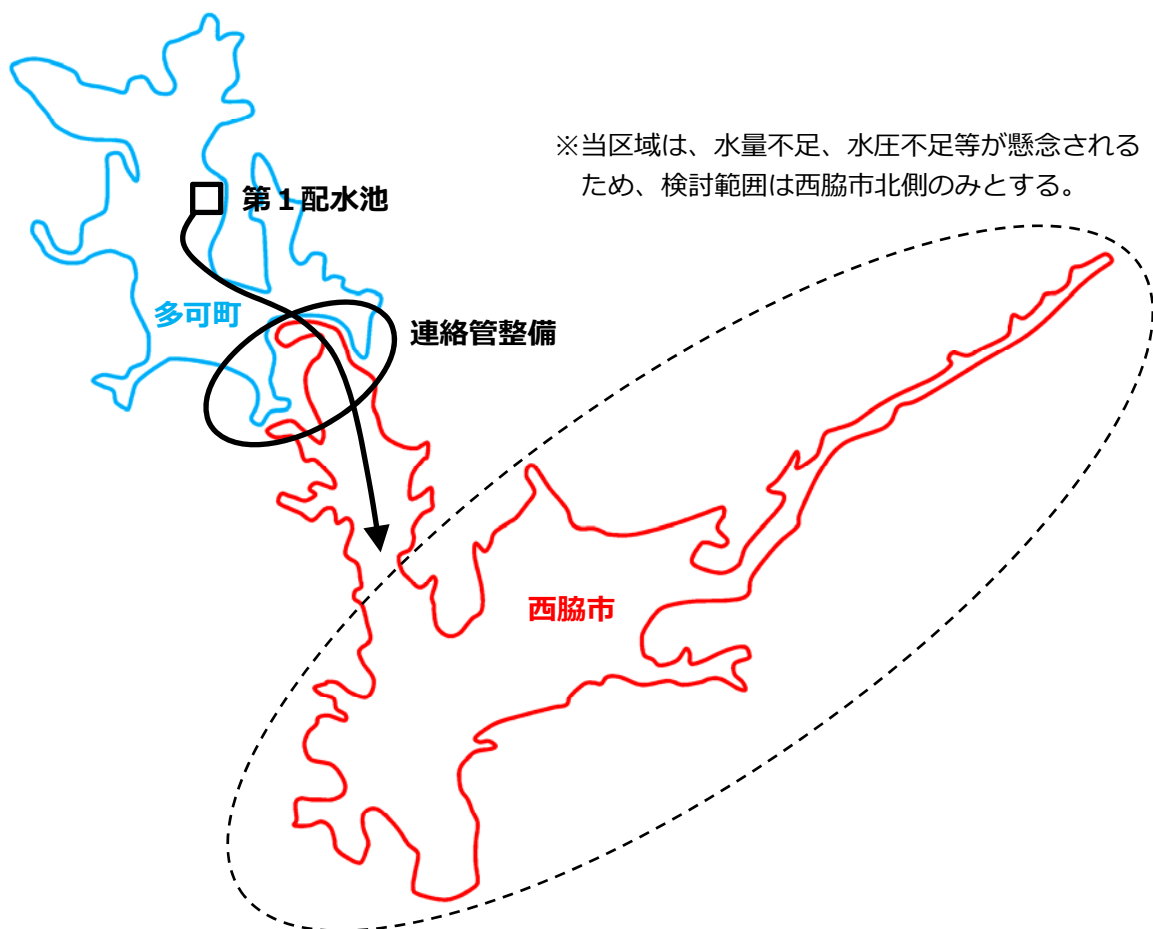 ※当区域は、水量不足、水圧不足等が懸念される
ため、検討範囲は西脇市北側のみとする。
第１配水池
多可町
連絡管整備
西脇市